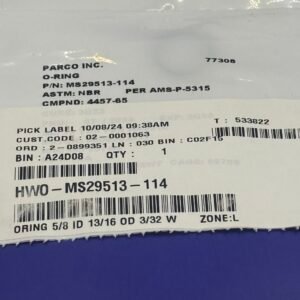 PARCO INC.
77308
O-RING
P/N: MS29513-114
ASTM: NBR PER AMS-P-5315
CMPND: 4457-65
PICK LABEL 10/08/24 09:38AM
T : 533822
CUST.CODE : 02-0001063
ORD : 2-0899351 LN : 030 BIN : C02F15
BIN : A24D08 QTY : 1
HW0-MS29513-114
ORING 5/8 ID 13/16 OD 3/32 W ZONE:L